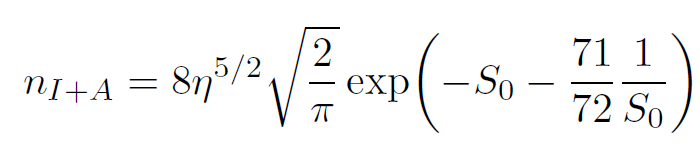 $n_{I+A} = 8\eta^{5/2}\sqrt{\frac{2}{\pi}}\exp\left(-S_0 - \frac{71}{72}\frac{1}{S_0}\right)$